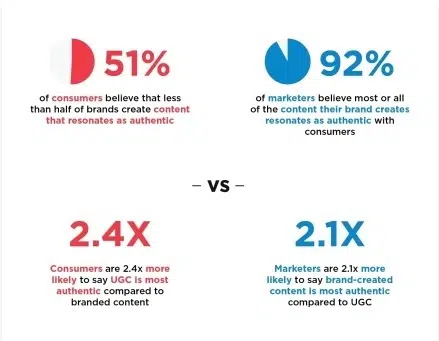 51%
of consumers believe that less
than half of brands create content
that resonates as authentic
92%
of marketers believe most or all
of the content their brand creates
resonates as authentic with
consumers
– VS –
2.4X
Consumers are 2.4x more
likely to say UGC is most
authentic compared to
branded content
2.1X
Marketers are 2.1x more
likely to say brand-created
content is most authentic
compared to UGC